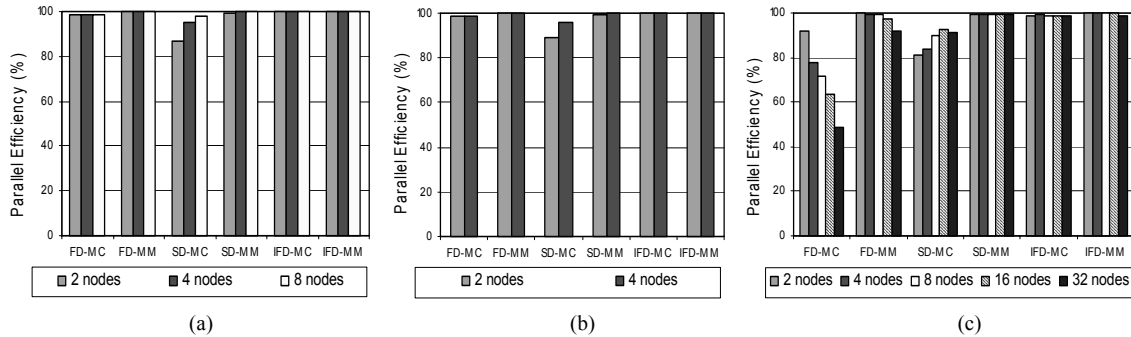 Parallel Efficiency (%)
100
80
60
40
20
0
FD-MC FD-MM SD-MC SD-MM IFD-MC IFD-MM
2 nodes 4 nodes 8 nodes
(a)
Parallel Efficiency (%)
100
80
60
40
20
0
FD-MC FD-MM SD-MC SD-MM IFD-MC IFD-MM
2 nodes 4 nodes
(b)
Parallel Efficiency (%)
100
80
60
40
20
0
FD-MC FD-MM SD-MC SD-MM IFD-MC IFD-MM
2 nodes 4 nodes 8 nodes 16 nodes 32 nodes
(c)